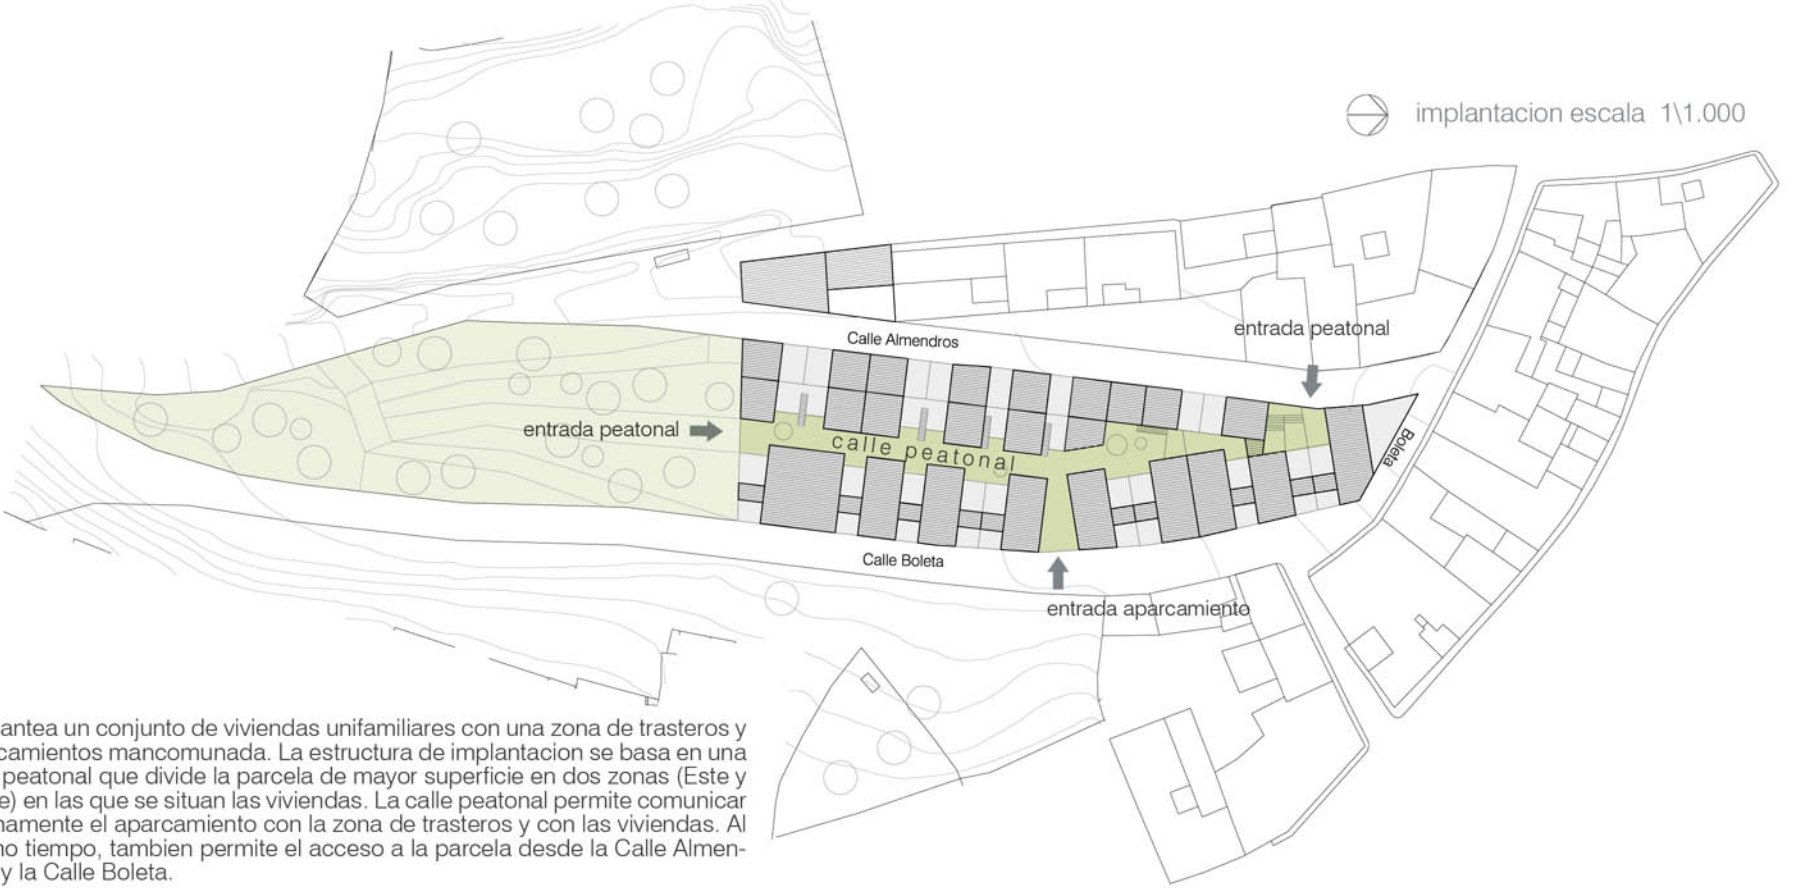 implantacion escala 1\1.000
entrada peatonal
Calle Almendros
entrada peatonal
calle peatonal
Boleta
Calle Boleta
entrada aparcamiento
antea un conjunto de viviendas unifamiliares con una zona de trasteros y
camientos mancomunada. La estructura de implantacion se basa en una
peatonal que divide la parcela de mayor superficie en dos zonas (Este y
e) en las que se situan las viviendas. La calle peatonal permite comunicar
namente el aparcamiento con la zona de trasteros y con las viviendas. Al
no tiempo, tambien permite el acceso a la parcela desde la Calle Almen-
y la Calle Boleta.